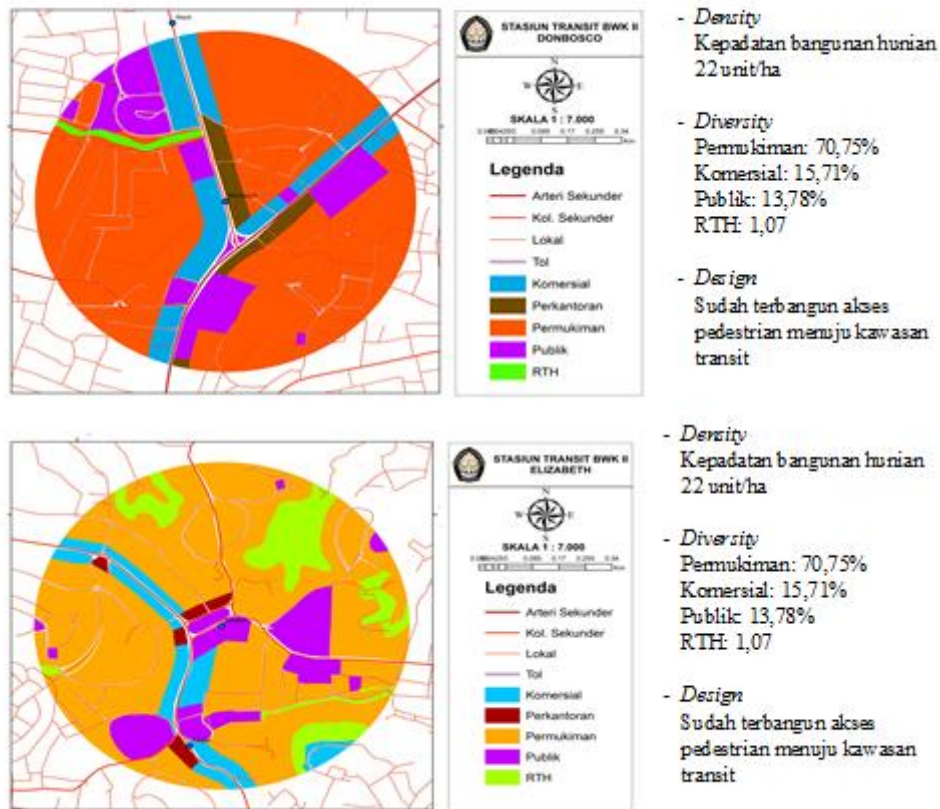 STASIUN TRANSIT BWK II
DONBOSCO
N
W E
S
SKALA 1 : 7.000
Legenda
Arteri Sekunder
Kol. Sekunder
Lokal
Tol
Komersial
Perkantoran
Permukiman
Publik
RTH
- Density
Kepadatan bangunan hunian
22 unit/ha
- Diversity
Permukiman: 70,75%
Komersial: 15,71%
Publik: 13,78%
RTH: 1,07
- Design
Sudah terbangun akses
pedestrian menuju kawasan
transit
STASIUN TRANSIT BWK II
ELIZABETH
N
W E
S
SKALA 1 : 7.000
Legenda
Arteri Sekunder
Kol. Sekunder
Lokal
Tol
Komersial
Perkantoran
Permukiman
Publik
RTH
- Density
Kepadatan bangunan hunian
22 unit/ha
- Diversity
Permukiman: 70,75%
Komersial: 15,71%
Publik: 13,78%
RTH: 1,07
- Design
Sudah terbangun akses
pedestrian menuju kawasan
transit